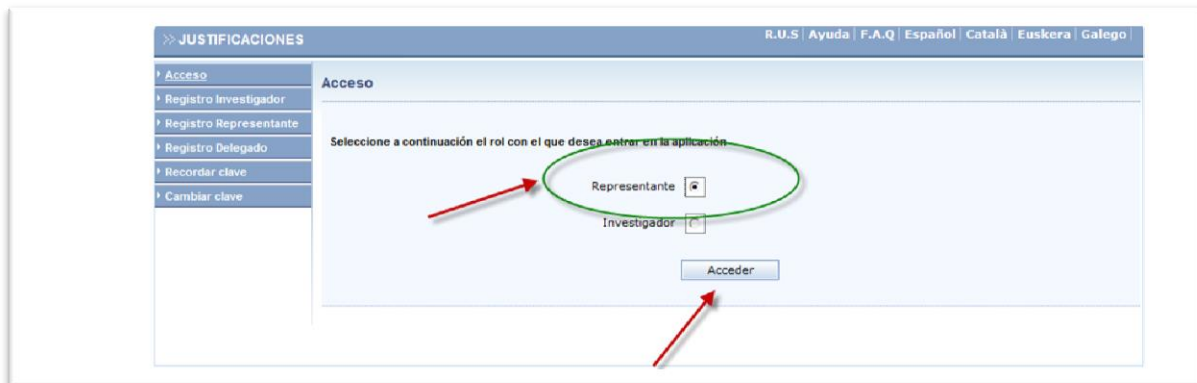 >> JUSTIFICACIONES
R.U.S | Ayuda | F.A.Q | Español | Català | Euskera | Galego |
Acceso
Registro Investigador
Registro Representante
Registro Delegado
Recordar clave
Cambiar clave
Acceso
Seleccione a continuación el rol con el que desea entrar en la aplicación
Representante
Investigador
Acceder